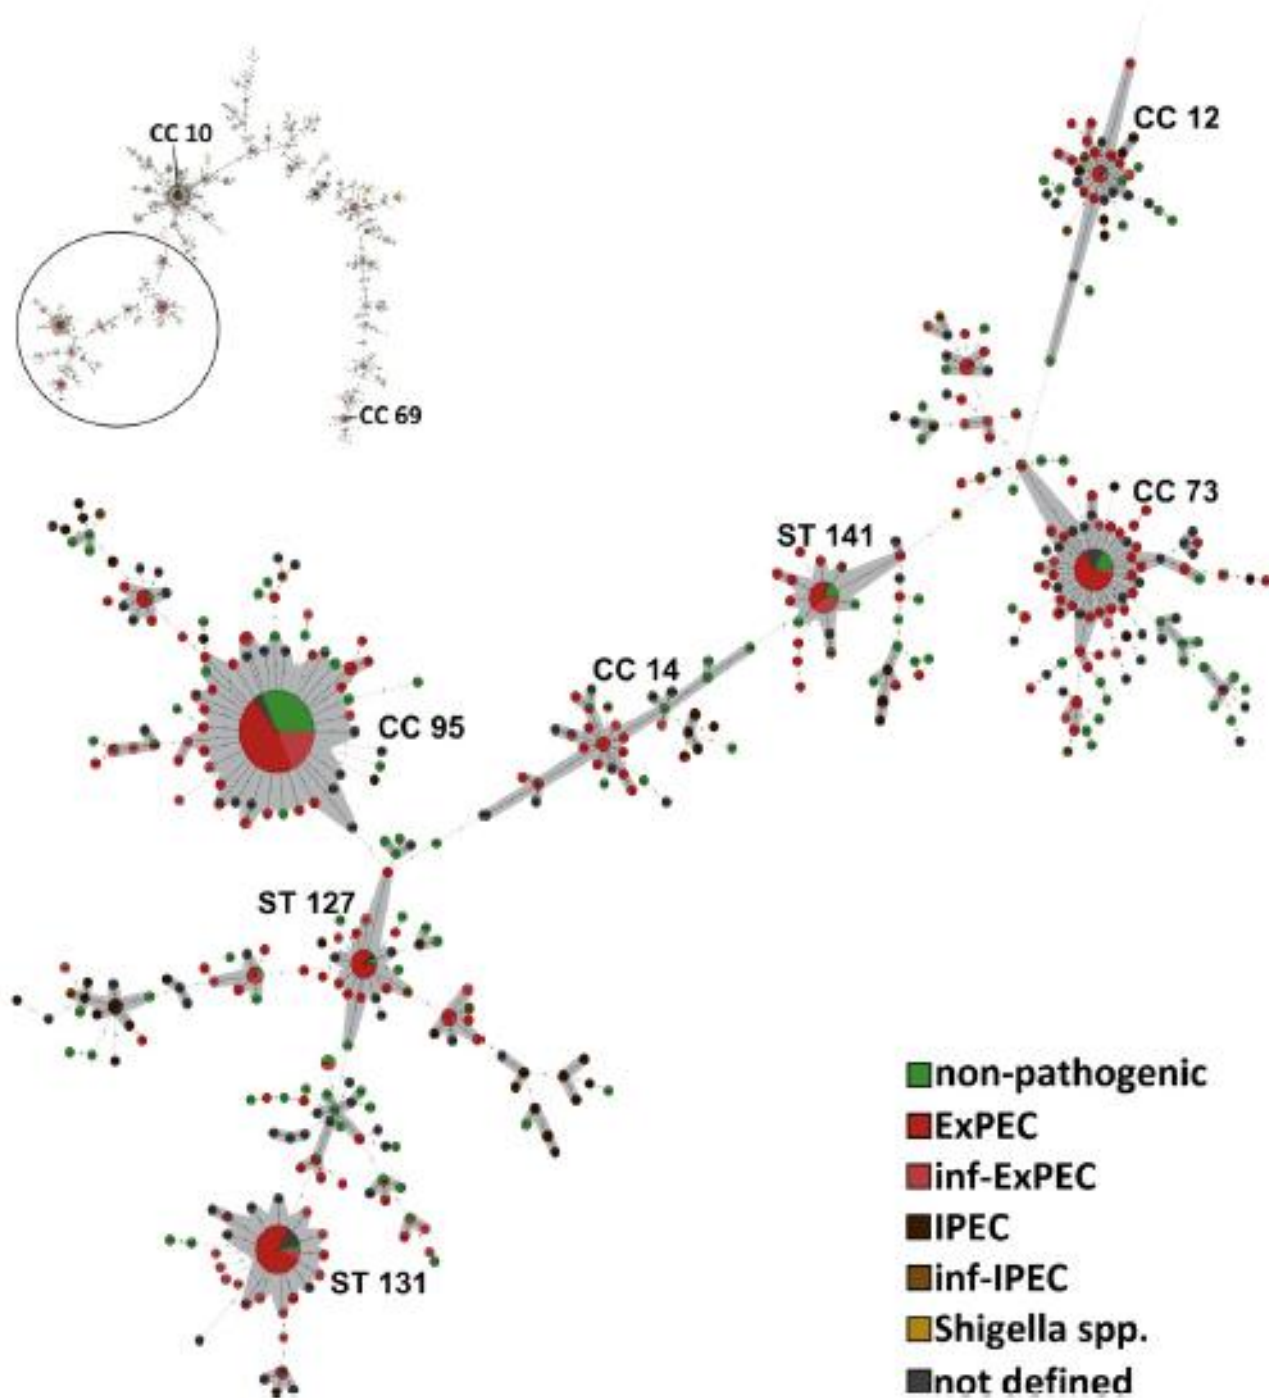 CC 10
CC 69
CC 12
CC 73
ST 141
CC 14
CC 95
ST 127
ST 131
non-pathogenic
ExPEC
inf-ExPEC
IPEC
inf-IPEC
Shigella spp.
not defined